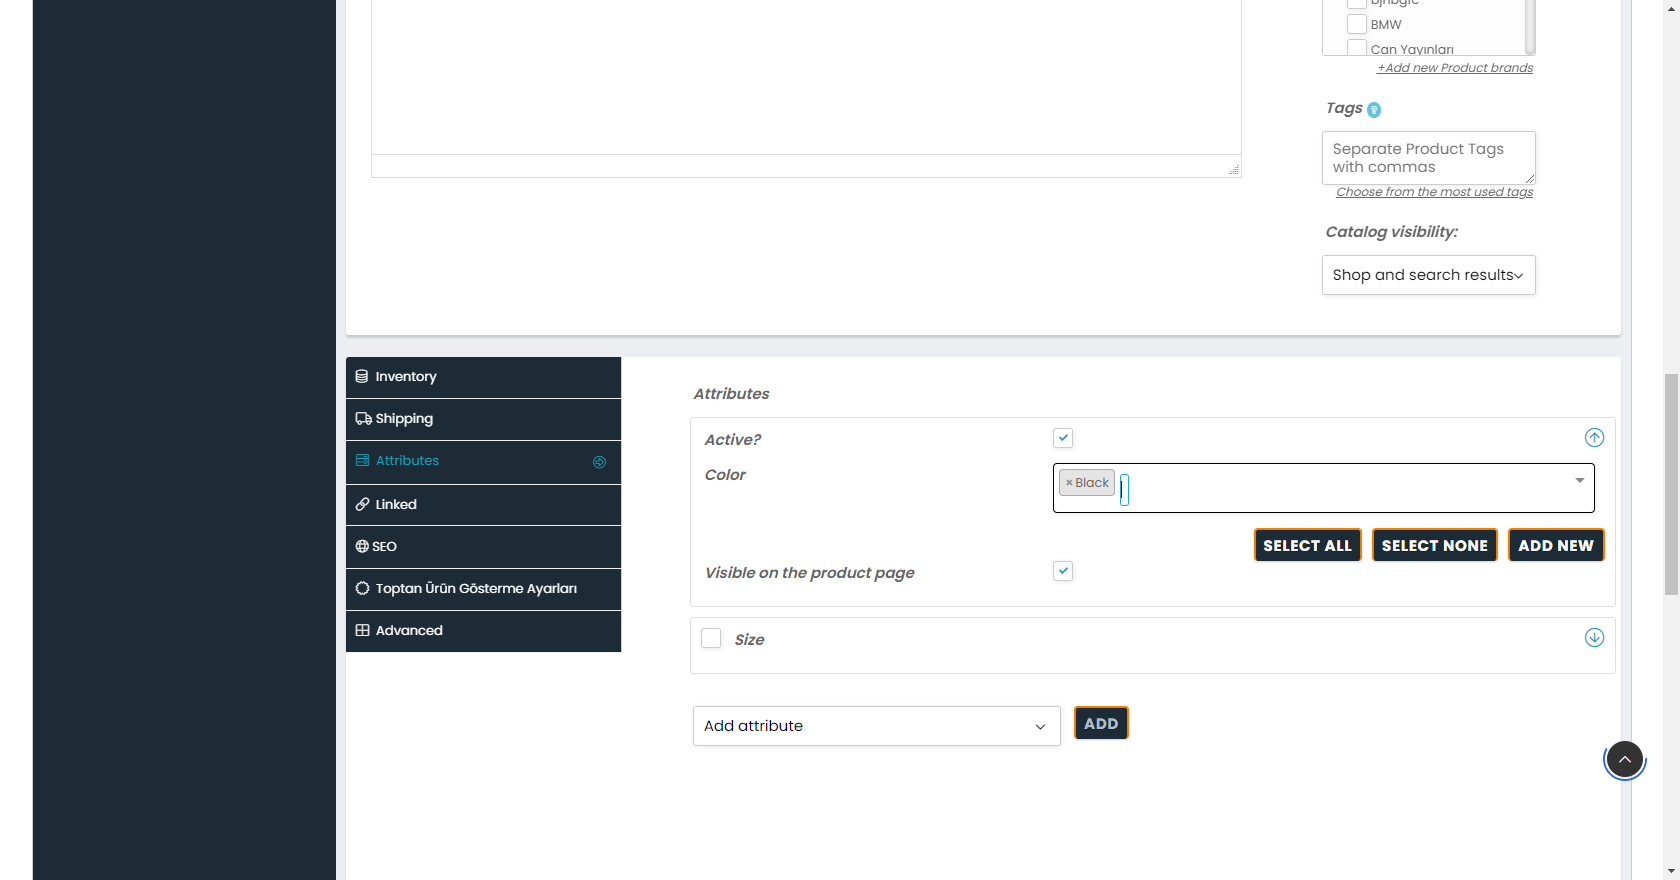 BMW
Can Yayınları
+Add new Product brands
Tags ?
Separate Product Tags
with commas
Choose from the most used tags
Catalog visibility:
Shop and search results
Inventory
Shipping
Attributes
Linked
SEO
Toptan Ürün Gösterme Ayarları
Advanced
Attributes
Active?
Color
×Black
SELECT ALL
SELECT NONE
ADD NEW
Visible on the product page
Size
Add attribute
ADD